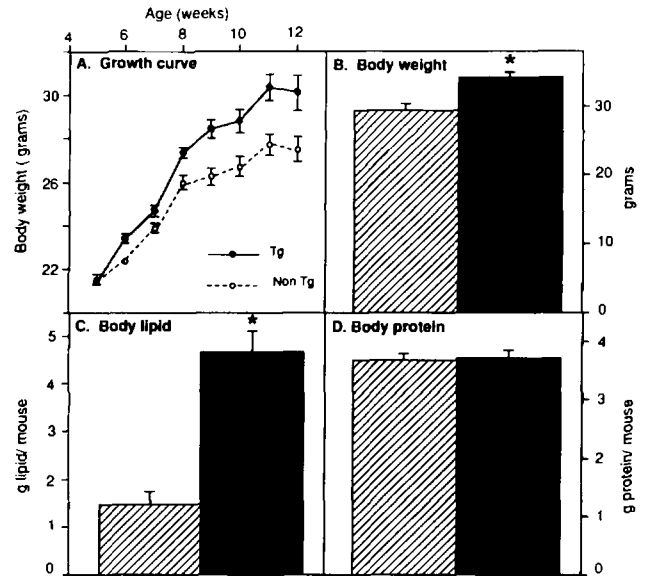 Age (weeks)
4 6 8 10 12
A. Growth curve
Body weight ( grams)
30
26
22
Tg
Non Tg
B. Body weight
*
30
20
10
0
grams
C. Body lipid
*
5
4
3
2
1
0
g lipid/ mouse
D. Body protein
4
3
2
1
0
g protein/ mouse